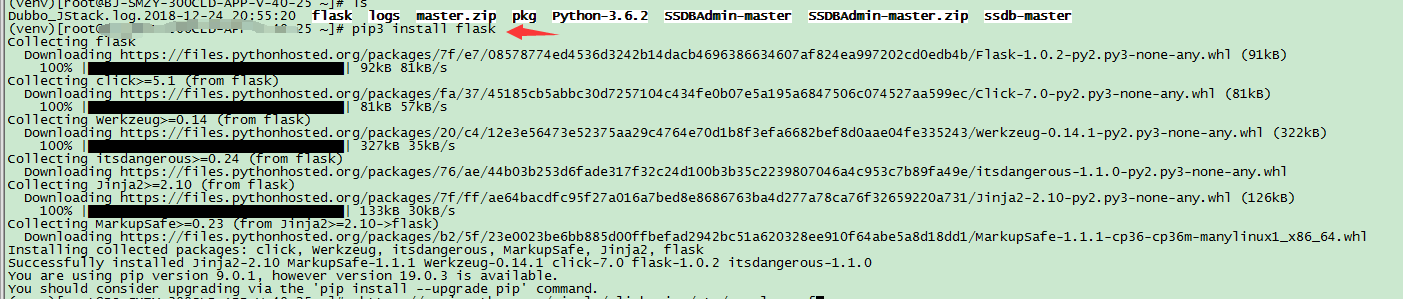 (venv)[root@BJ-SMZY-300CLD-APP-V-40-25 ~]# ls
Dubbo_JStack.log.2018-12-24_20:55:20 flask logs master.zip pkg Python-3.6.2 SSDBAdmin-master SSDBAdmin-master.zip ssdb-master
(venv)[root@ ~]# pip3 install flask
Collecting flask
Downloading https://files.pythonhosted.org/packages/7f/e7/08578774ed4536d3242b14dacb4696386634607af824ea997202cd0edb4b/Flask-1.0.2-py2.py3-none-any.whl (91kB)
100% || 92kB 81kB/s
Collecting click>=5.1 (from flask)
Downloading https://files.pythonhosted.org/packages/fa/37/45185cb5abbc30d7257104c434fe0b07e5a195a6847506c074527aa599ec/Click-7.0-py2.py3-none-any.whl (81kB)
100% || 81kB 57kB/s
Collecting Werkzeug>=0.14 (from flask)
Downloading https://files.pythonhosted.org/packages/20/c4/12e3e56473e52375aa29c4764e70d1b8f3efa6682bef8d0aae04fe335243/Werkzeug-0.14.1-py2.py3-none-any.whl (322kB)
100% || 327kB 35kB/s
Collecting itsdangerous>=0.24 (from flask)
Downloading https://files.pythonhosted.org/packages/76/ae/44b03b253d6fade317f32c24d100b3b35c2239807046a4c953c7b89fa49e/itsdangerous-1.1.0-py2.py3-none-any.whl
Collecting Jinja2>=2.10 (from flask)
Downloading https://files.pythonhosted.org/packages/7f/ff/ae64bacdfc95f27a016a7bed8e8686763ba4d277a78ca76f32659220a731/Jinja2-2.10-py2.py3-none-any.whl (126kB)
100% || 133kB 30kB/s
Collecting MarkupSafe>=0.23 (from Jinja2>=2.10->flask)
Downloading https://files.pythonhosted.org/packages/b2/5f/23e0023be6bb885d00ffbefad2942bc51a620328ee910f64abe5a8d18dd1/MarkupSafe-1.1.1-cp36-cp36m-manylinux1_x86_64.whl
Installing collected packages: click, Werkzeug, itsdangerous, MarkupSafe, Jinja2, flask
Successfully installed Jinja2-2.10 MarkupSafe-1.1.1 Werkzeug-0.14.1 click-7.0 flask-1.0.2 itsdangerous-1.1.0
You are using pip version 9.0.1, however version 19.0.3 is available.
You should consider upgrading via the 'pip install --upgrade pip' command.